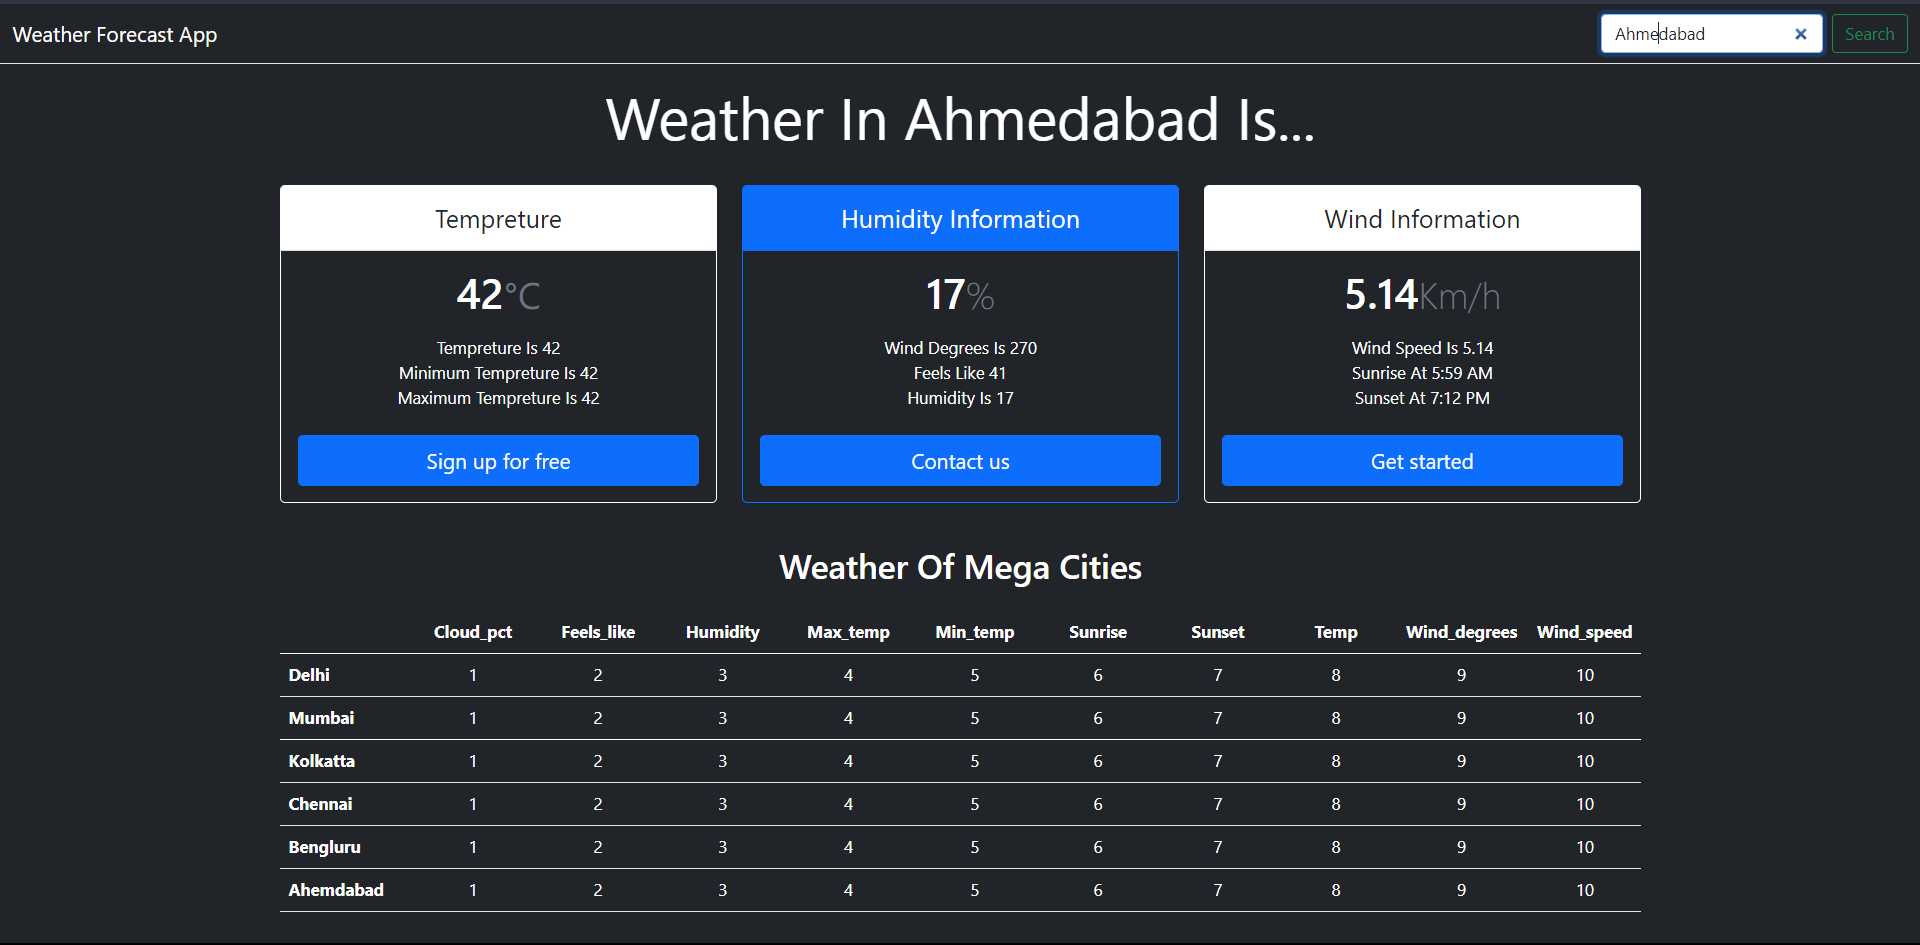 Weather Forecast App
Ahmedabad
Search
Weather In Ahmedabad Is...
Tempreture
42°C
Tempreture Is 42
Minimum Tempreture Is 42
Maximum Tempreture Is 42
Sign up for free
Humidity Information
17%
Wind Degrees Is 270
Feels Like 41
Humidity Is 17
Contact us
Wind Information
5.14Km/h
Wind Speed Is 5.14
Sunrise At 5:59 AM
Sunset At 7:12 PM
Get started
Weather Of Mega Cities
Cloud_pct Feels_like Humidity Max_temp Min_temp Sunrise Sunset Temp Wind_degrees Wind_speed
Delhi 1 2 3 4 5 6 7 8 9 10
Mumbai 1 2 3 4 5 6 7 8 9 10
Kolkatta 1 2 3 4 5 6 7 8 9 10
Chennai 1 2 3 4 5 6 7 8 9 10
Bengluru 1 2 3 4 5 6 7 8 9 10
Ahemdabad 1 2 3 4 5 6 7 8 9 10